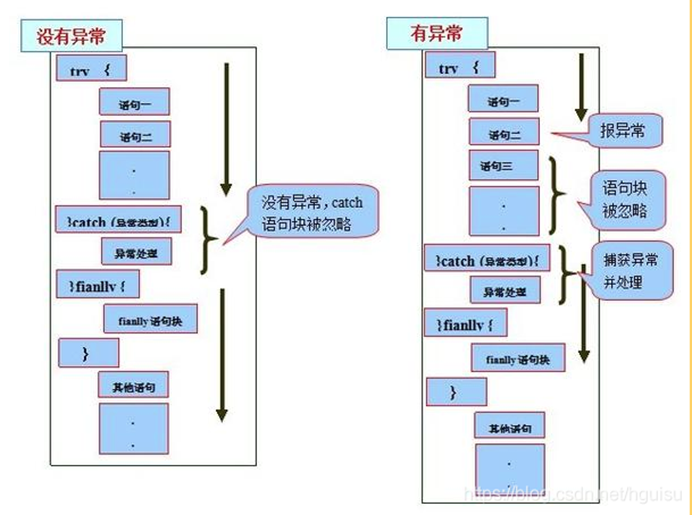 没有异常
try {
语句一
语句二
.
.
}catch (异常类型){
异常处理
}fianlly {
fianlly 语句块
}
其他语句
.
.
没有异常，catch
语句块被忽略
有异常
try {
语句一
语句二
语句三
.
.
}catch (异常类型){
异常处理
}fianlly {
fianlly 语句块
}
其他语句
.
.
报异常
语句块
被忽略
捕获异常
并处理
https://blog.csdn.net/hguisu